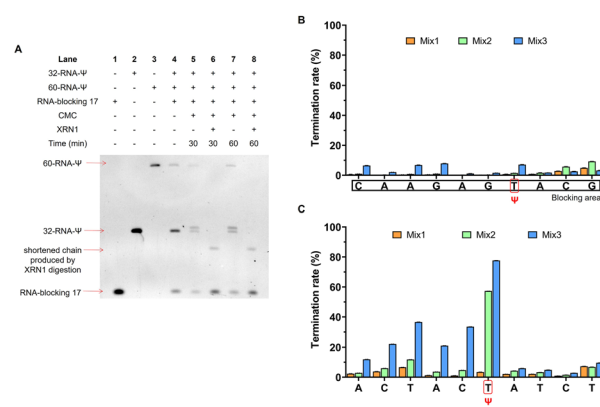 A
Lane 1 2 3 4 5 6 7 8
32-RNA-Ψ - + - + + + + +
60-RNA-Ψ - - + + + + + +
RNA-blocking 17 + - - + + + + +
CMC - - - - + + + +
XRN1 - - - - - + - +
Time (min) - - - - 30 30 60 60
60-RNA-Ψ
32-RNA-Ψ
shortened chain
produced by
XRN1 digestion
RNA-blocking 17
B
Termination rate (%)
100
80
60
40
20
0
Mix1 Mix2 Mix3
C A A G A G T A C G
Ψ
Blocking area
C
Termination rate (%)
100
80
60
40
20
0
Mix1 Mix2 Mix3
A C T A C T A T C T
Ψ